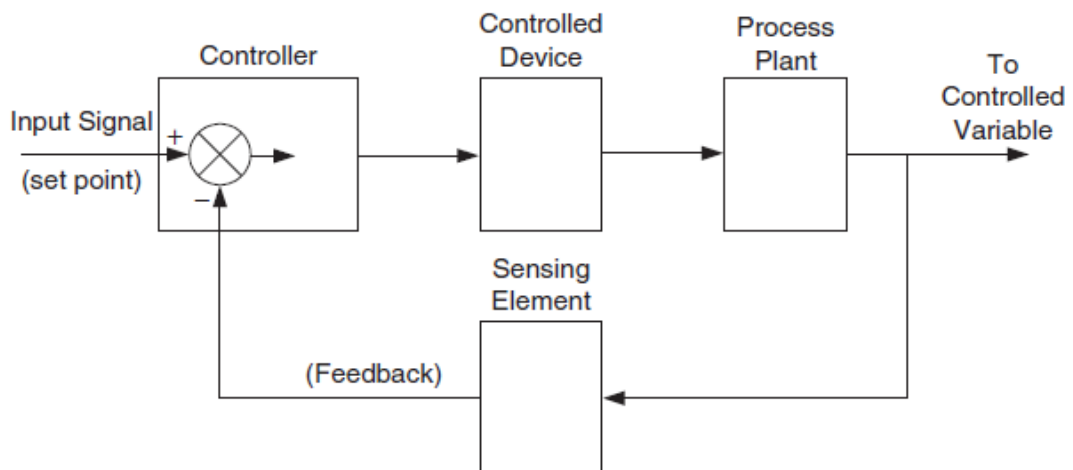 Controller
Controlled
Device
Process
Plant
To
Controlled
Variable
Input Signal
+
(set point)
−
Sensing
Element
(Feedback)